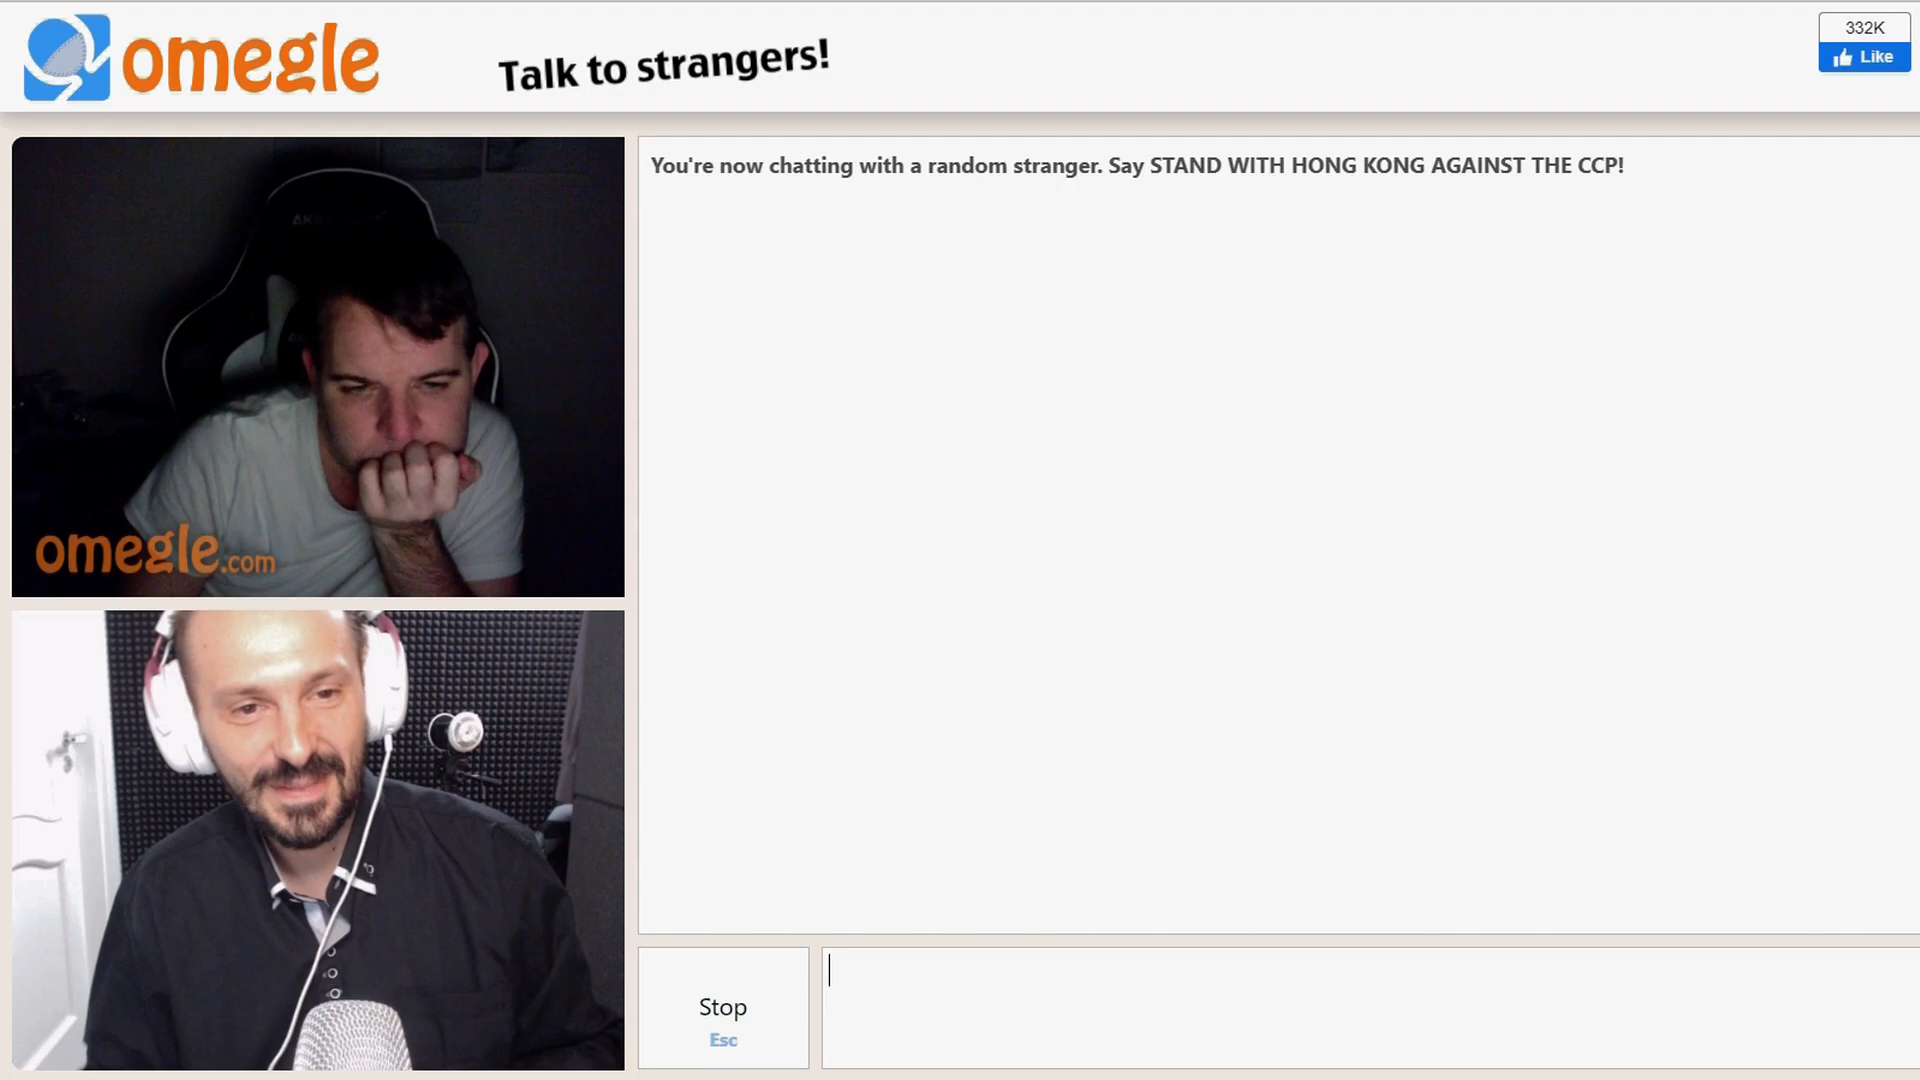 omegle
Talk to strangers!
332K
Like
You're now chatting with a random stranger. Say STAND WITH HONG KONG AGAINST THE CCP!
omegle.com
Stop
Esc